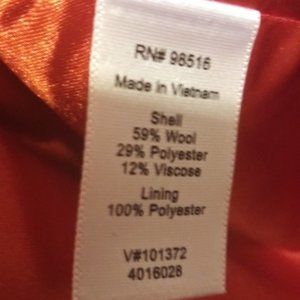 RN# 98516
Made in Vietnam
Shell
59% Wool
29% Polyester
12% Viscose
Lining
100% Polyester
V#101372
4016028